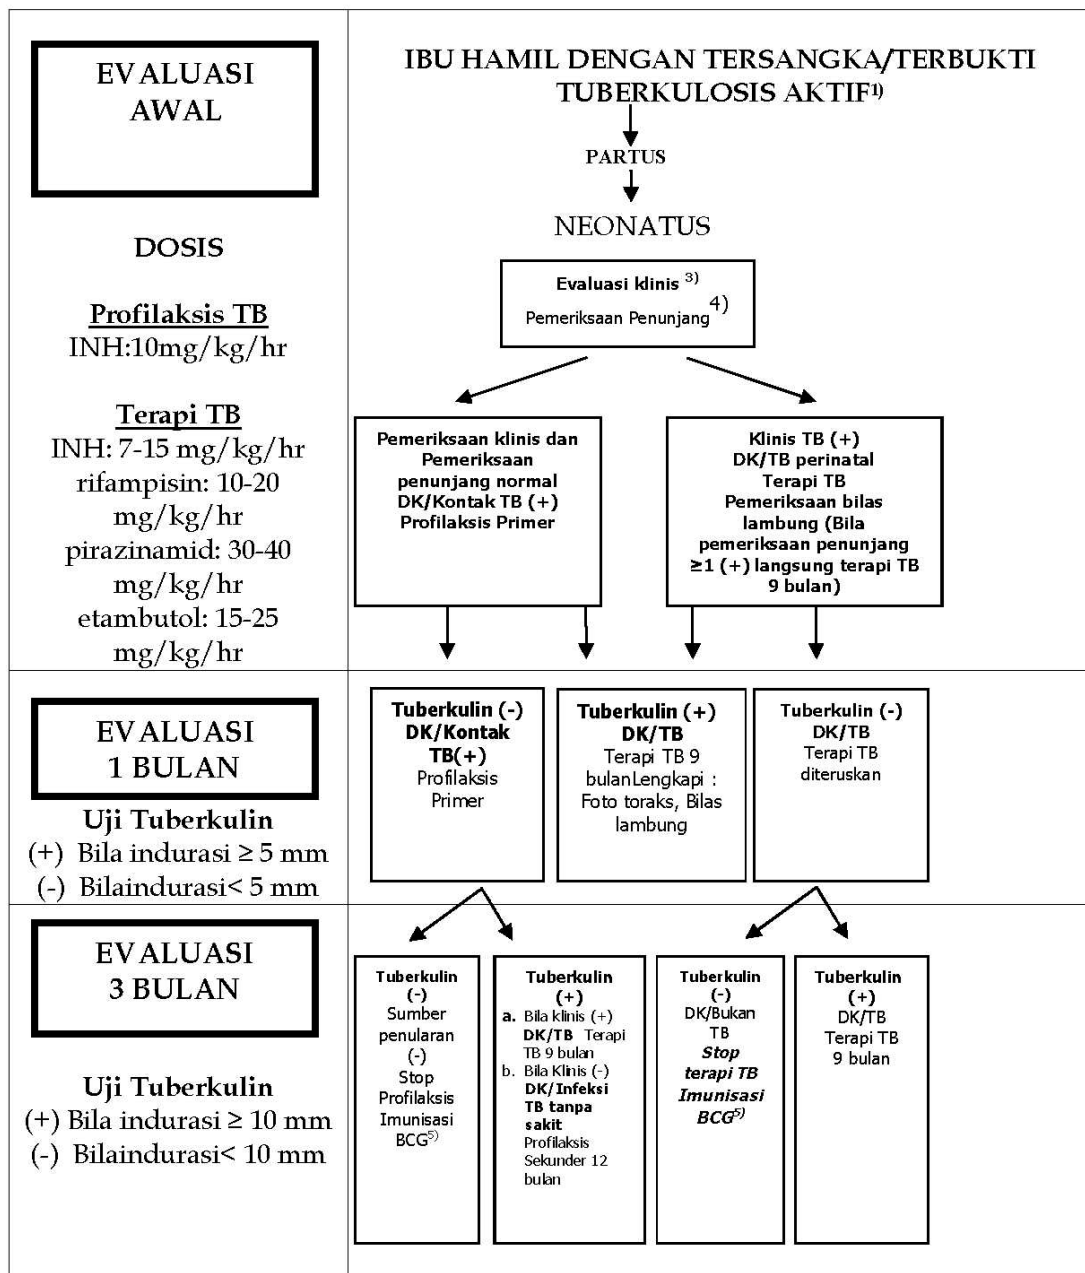 EVALUASI
AWAL
DOSIS
Profilaksis TB
INH:10mg/kg/hr
Terapi TB
INH: 7-15 mg/kg/hr
rifampisin: 10-20
mg/kg/hr
pirazinamid: 30-40
mg/kg/hr
etambutol: 15-25
mg/kg/hr
IBU HAMIL DENGAN TERSANGKA/TERBUKTI
TUBERKULOSIS AKTIF1)
PARTUS
NEONATUS
Evaluasi klinis 3)
Pemeriksaan Penunjang4)
Pemeriksaan klinis dan
Pemeriksaan
penunjang normal
DK/Kontak TB (+)
Profilaksis Primer
Klinis TB (+)
DK/TB perinatal
Terapi TB
Pemeriksaan bilas
lambung (Bila
pemeriksaan penunjang
≥1 (+) langsung terapi TB
9 bulan)
EVALUASI
1 BULAN
Uji Tuberkulin
(+) Bila indurasi ≥ 5 mm
(-) Bilaindurasi< 5 mm
Tuberkulin (-)
DK/Kontak
TB(+)
Profilaksis
Primer
Tuberkulin (+)
DK/TB
Terapi TB 9
bulanLengkapi :
Foto toraks, Bilas
lambung
Tuberkulin (-)
DK/TB
Terapi TB
diteruskan
EVALUASI
3 BULAN
Uji Tuberkulin
(+) Bila indurasi ≥ 10 mm
(-) Bilaindurasi< 10 mm
Tuberkulin
(-)
Sumber
penularan
(-)
Stop
Profilaksis
Imunisasi
BCG5)
Tuberkulin
(+)
a. Bila klinis (+)
DK/TB Terapi
TB 9 bulan
b. Bila Klinis (-)
DK/Infeksi
TB tanpa
sakit
Profilaksis
Sekunder 12
bulan
Tuberkulin
(-)
DK/Bukan
TB
Stop
terapi TB
Imunisasi
BCG5)
Tuberkulin
(+)
DK/TB
Terapi TB
9 bulan